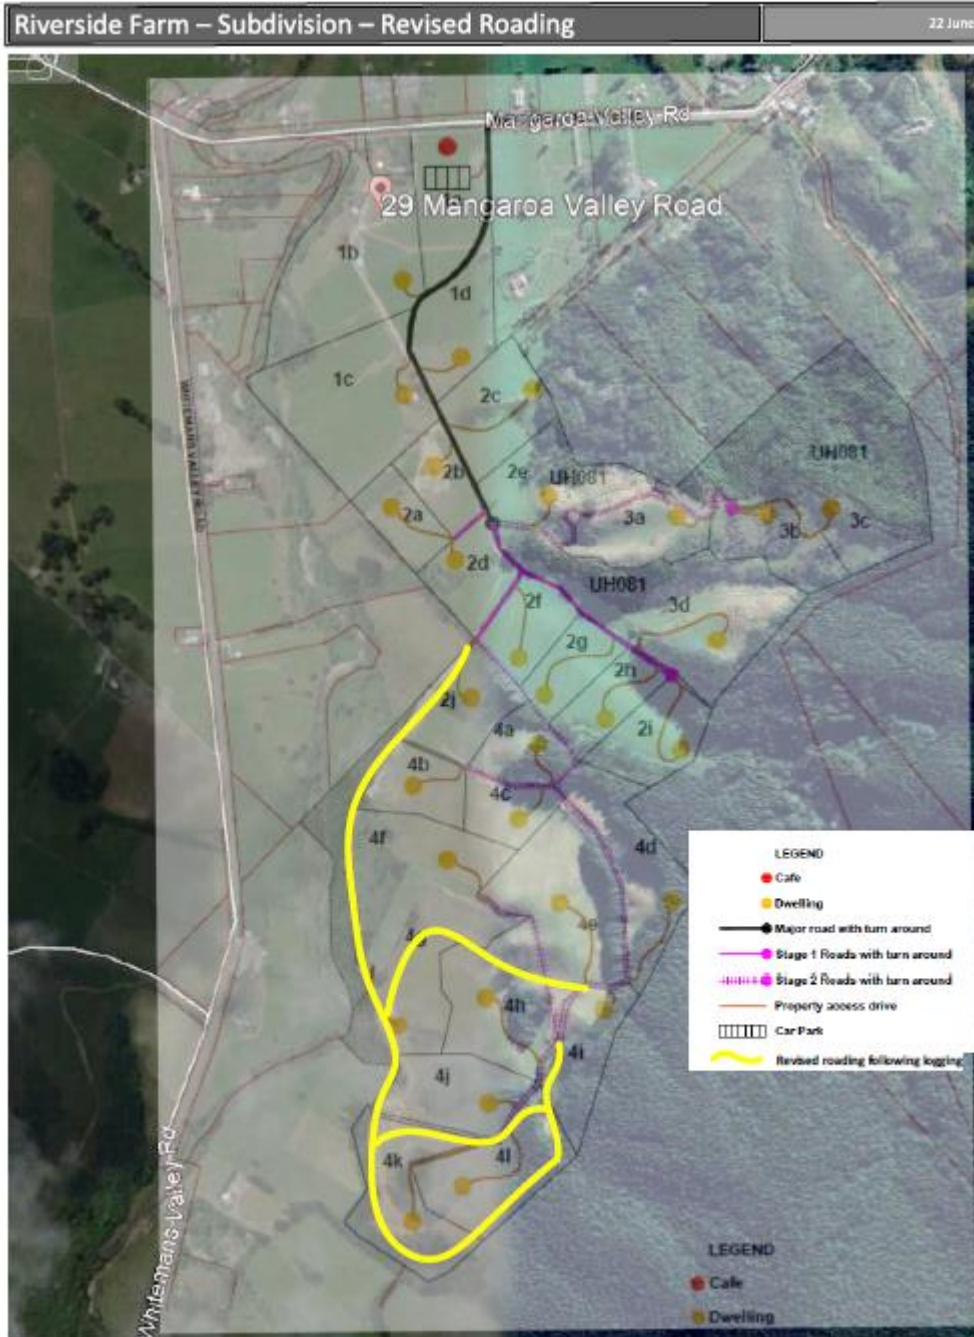 Riverside Farm – Subdivision – Revised Roading
22 June
Mangaroa Valley Rd
29 Mangaroa Valley Road
1b
1d
1c
2c
2b
2e
UH081
UH081
2a
3a
3b
3c
2d
UH081
2f
3d
2g
2h
2j
4a
2i
4b
4c
4f
4d
4e
4g
4h
4i
4j
4k
4l
WHITEMANS VALLEY ROAD
Whitemans Valley Rd
LEGEND
Cafe
Dwelling
Major road with turn around
Stage 1 Roads with turn around
Stage 2 Roads with turn around
Property access drive
Car Park
Revised roading following logging
LEGEND
Cafe
Dwelling